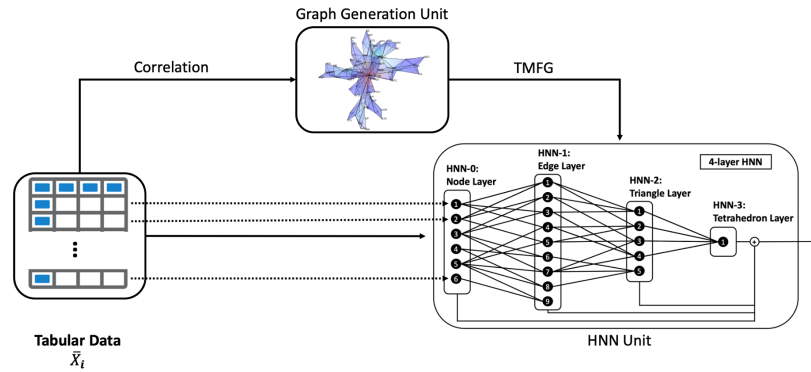 Graph Generation Unit
Correlation
TMFG
4-layer HNN
HNN-0:
Node Layer
HNN-1:
Edge Layer
HNN-2:
Triangle Layer
HNN-3:
Tetrahedron Layer
1
2
3
4
5
6
1
2
3
4
5
6
7
8
9
1
2
3
4
5
1
+
HNN Unit
Tabular Data
X̄ᵢ